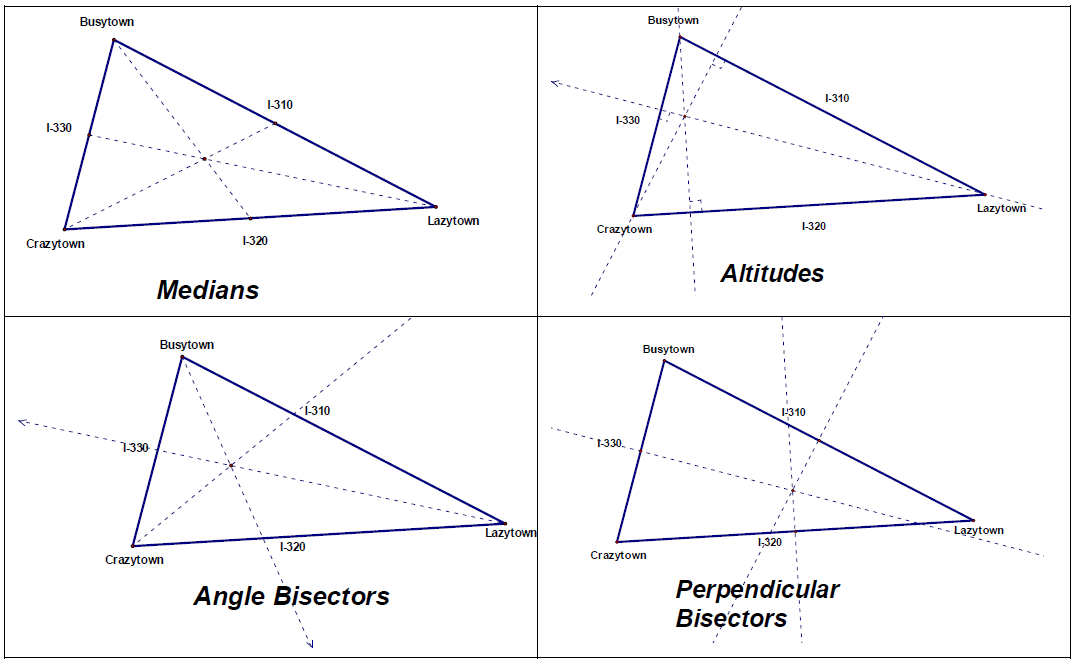 Busytown
I-310
I-330
Lazytown
Crazytown
I-320
Medians
Busytown
I-310
I-330
Lazytown
Crazytown
I-320
Altitudes
Busytown
I-310
I-330
Lazytown
I-320
Crazytown
Angle Bisectors
Busytown
I-310
I-330
Lazytown
I-320
Crazytown
Perpendicular
Bisectors